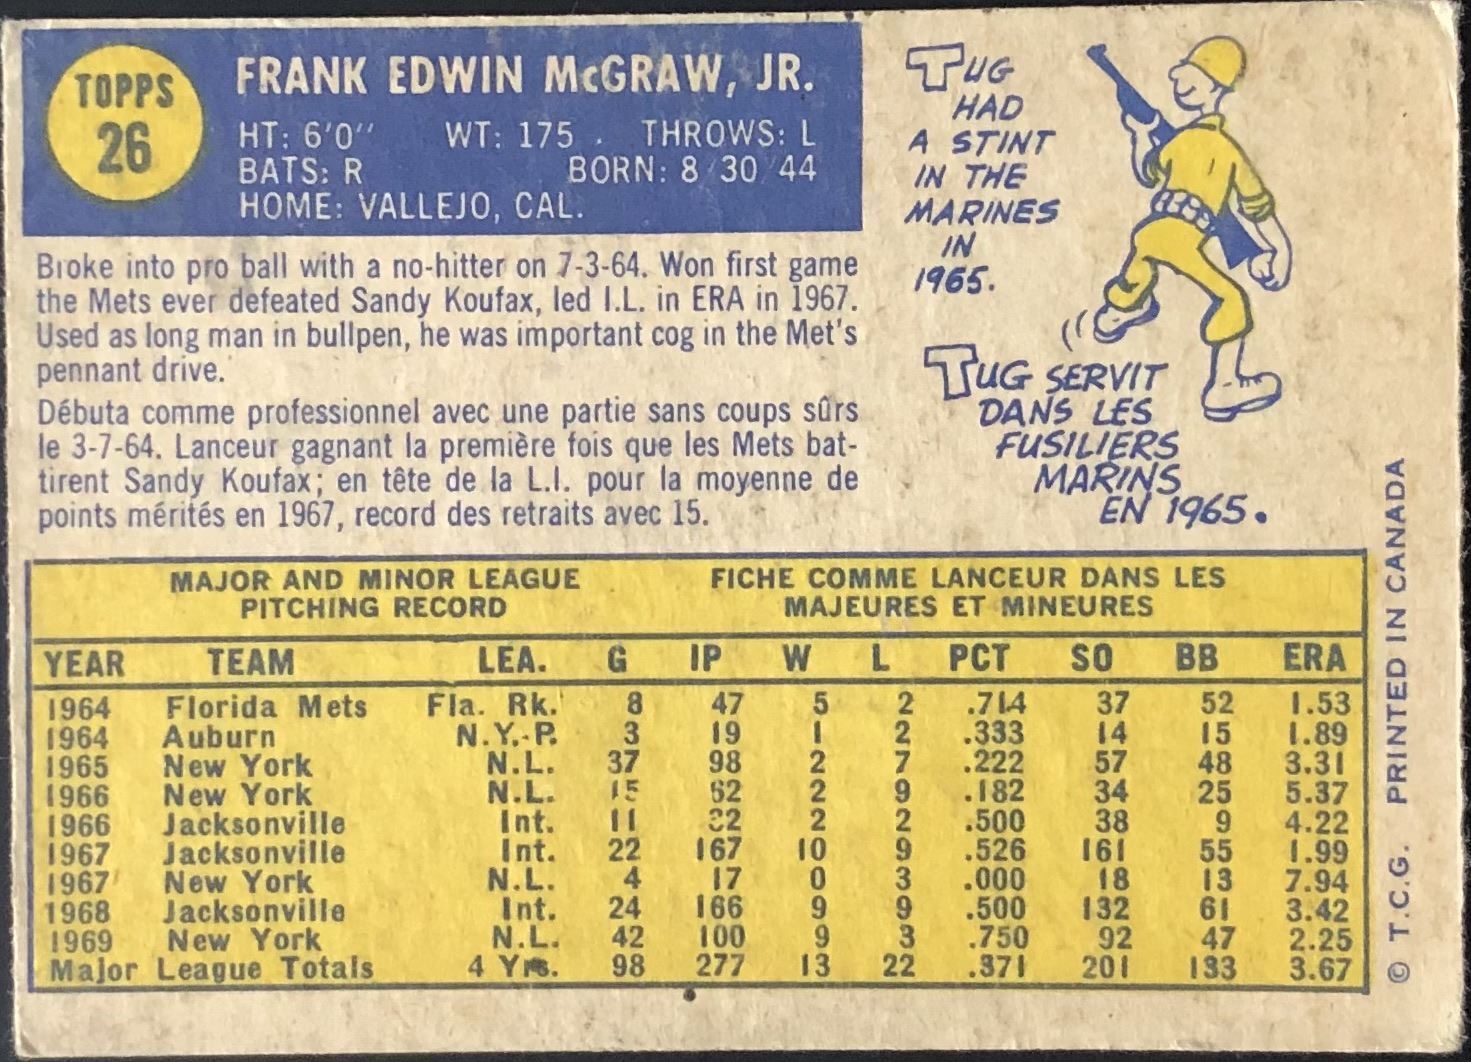 TOPPS
26
FRANK EDWIN McGRAW, JR.
HT: 6'0" WT: 175 . THROWS: L
BATS: R BORN: 8 30 44
HOME: VALLEJO, CAL.
Broke into pro ball with a no-hitter on 7-3-64. Won first game
the Mets ever defeated Sandy Koufax, led I.L. in ERA in 1967.
Used as long man in bullpen, he was important cog in the Met's
pennant drive.
Débuta comme professionnel avec une partie sans coups sûrs
le 3-7-64. Lanceur gagnant la première fois que les Mets bat-
tirent Sandy Koufax; en tête de la L.I. pour la moyenne de
points mérités en 1967, record des retraits avec 15.
TUG
HAD
A STINT
IN THE
MARINES
IN
1965.
TUG SERVIT
DANS LES
FUSILIERS
MARINS
EN 1965.
MAJOR AND MINOR LEAGUE
PITCHING RECORD
FICHE COMME LANCEUR DANS LES
MAJEURES ET MINEURES
YEAR TEAM LEA. G IP W L PCT SO BB ERA
1964 Florida Mets Fla. Rk. 8 47 5 2 .714 37 52 1.53
1964 Auburn N.Y.-P. 3 19 1 2 .333 14 15 1.89
1965 New York N.L. 37 98 2 7 .222 57 48 3.31
1966 New York N.L. 15 62 2 9 .182 34 25 5.37
1966 Jacksonville Int. 11 32 2 2 .500 38 9 4.22
1967 Jacksonville Int. 22 167 10 9 .526 161 55 1.99
1967 New York N.L. 4 17 0 3 .000 18 13 7.94
1968 Jacksonville Int. 24 166 9 9 .500 132 61 3.42
1969 New York N.L. 42 100 9 3 .750 92 47 2.25
Major League Totals 4 Yrs. 98 277 13 22 .371 201 133 3.67
© T.C.G. PRINTED IN CANADA